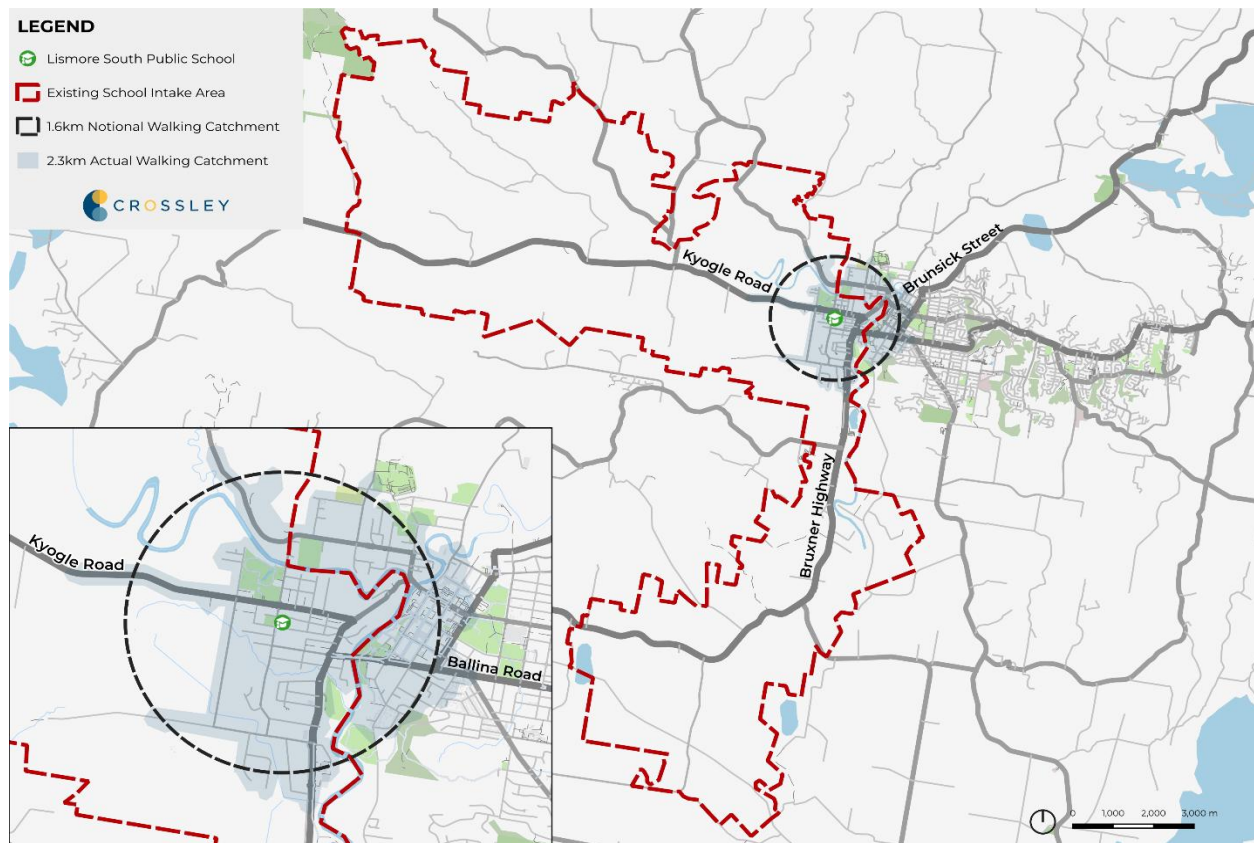 LEGEND
Lismore South Public School
Existing School Intake Area
1.6km Notional Walking Catchment
2.3km Actual Walking Catchment
CROSSLEY
Brunsick Street
Kyogle Road
Bruxner Highway
Kyogle Road
Ballina Road
0 1,000 2,000 3,000 m